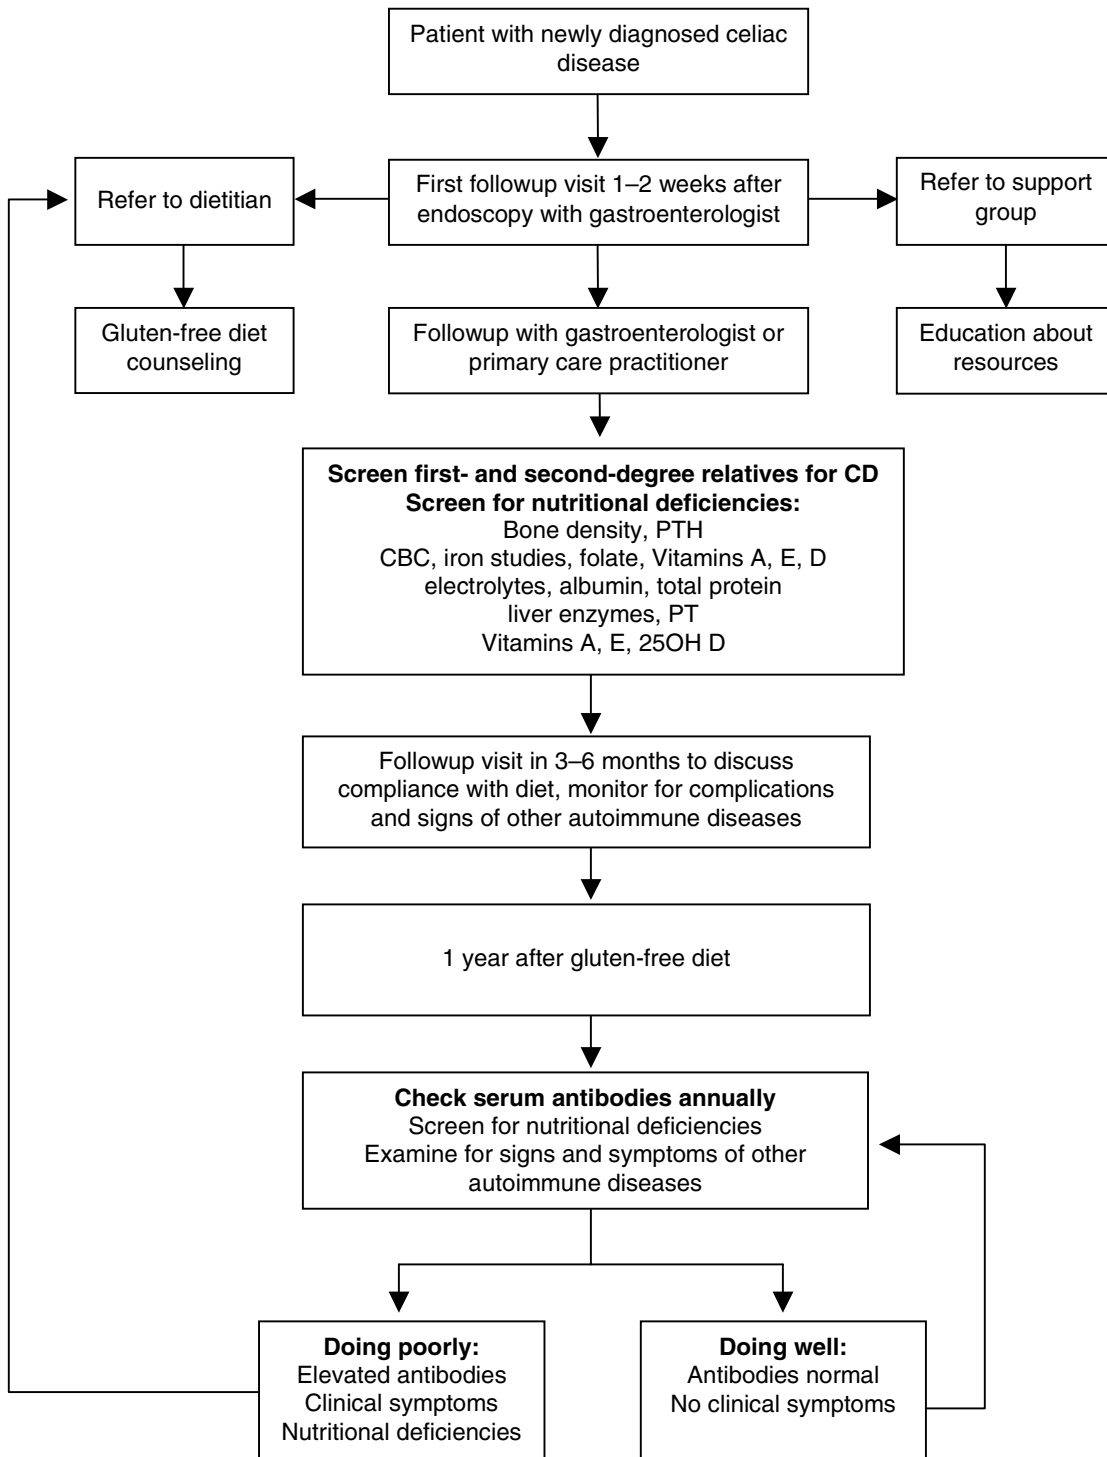 Patient with newly diagnosed celiac
disease
Refer to dietitian
First followup visit 1–2 weeks after
endoscopy with gastroenterologist
Refer to support
group
Gluten-free diet
counseling
Followup with gastroenterologist or
primary care practitioner
Education about
resources
Screen first- and second-degree relatives for CD
Screen for nutritional deficiencies:
Bone density, PTH
CBC, iron studies, folate, Vitamins A, E, D
electrolytes, albumin, total protein
liver enzymes, PT
Vitamins A, E, 25OH D
Followup visit in 3–6 months to discuss
compliance with diet, monitor for complications
and signs of other autoimmune diseases
1 year after gluten-free diet
Check serum antibodies annually
Screen for nutritional deficiencies
Examine for signs and symptoms of other
autoimmune diseases
Doing poorly:
Elevated antibodies
Clinical symptoms
Nutritional deficiencies
Doing well:
Antibodies normal
No clinical symptoms